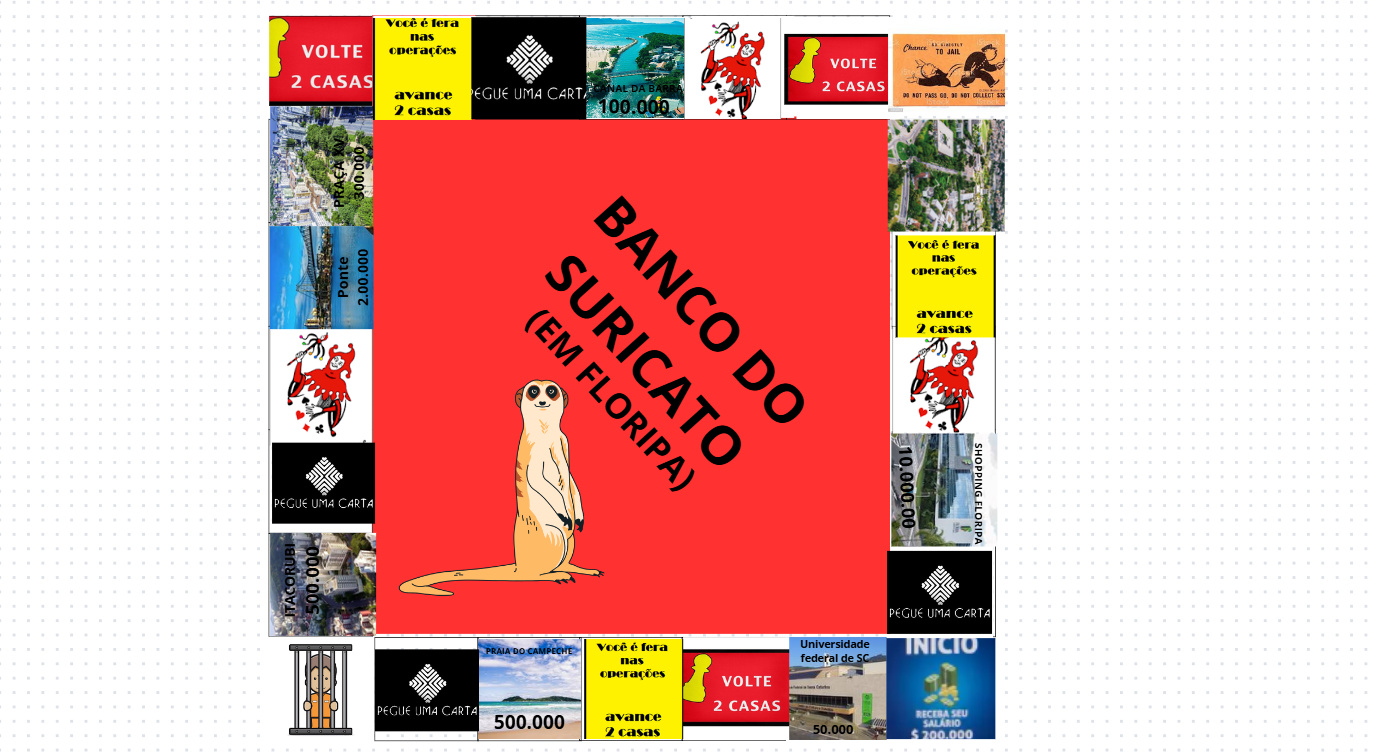 VOLTE
2 CASAS
Você é fera
nas
operações
avance
2 casas
PEGUE UMA CARTA
CANAL DA BARRA
100.000
VOLTE
2 CASAS
Chance
GO DIRECTLY
TO JAIL
DO NOT PASS GO, DO NOT COLLECT $20
PRAÇA XV
300.000
Você é fera
nas
operações
avance
2 casas
Ponte
2.00.000
BANCO DO
SURICATO
(EM FLORIPA)
SHOPPING FLORIPA
10.000.00
PEGUE UMA CARTA
ITACORUBI
500.000
PEGUE UMA CARTA
PEGUE UMA CARTA
PRAIA DO CAMPECHE
500.000
Você é fera
nas
operações
avance
2 casas
VOLTE
2 CASAS
Universidade
federal de SC
50.000
INÍCIO
RECEBA SEU
SALÁRIO
$ 200.000